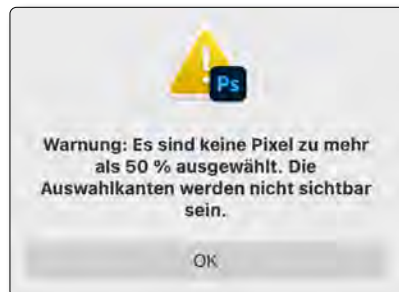 Ps
Warnung: Es sind keine Pixel zu mehr
als 50 % ausgewählt. Die
Auswahlkanten werden nicht sichtbar
sein.
OK